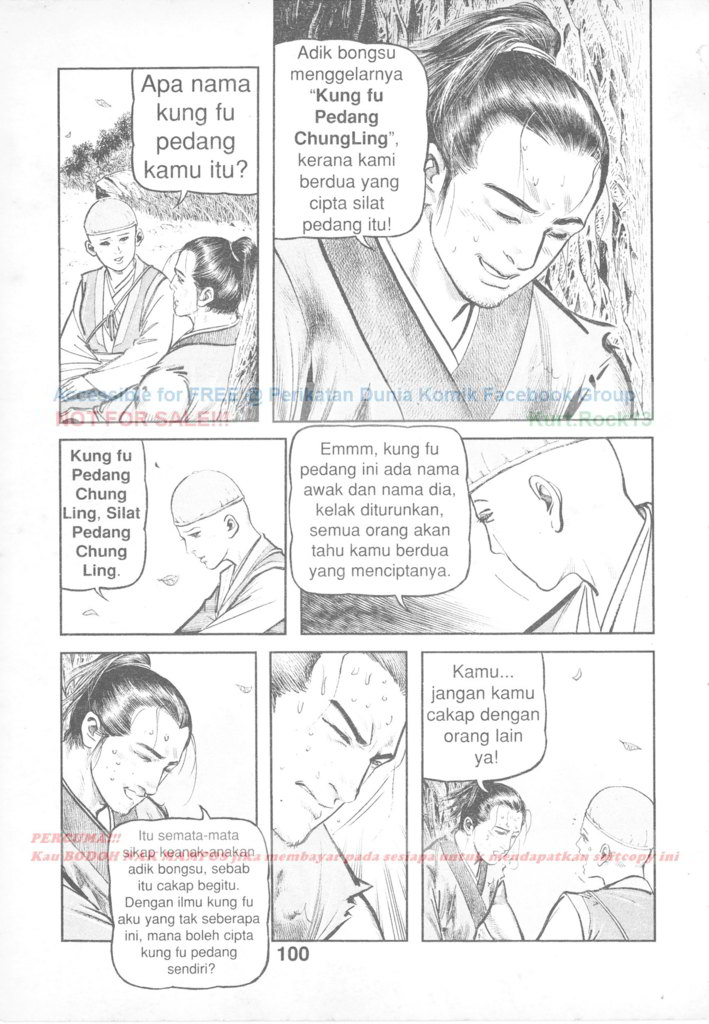 Apa nama
kung fu
pedang
kamu itu?
Adik bongsu
menggelarnya
“Kung fu
Pedang
ChungLing”,
kerana kami
berdua yang
cipta silat
pedang itu!
Accessible for FREE @ Perikatan Dunia Komik Facebook Group
NOT FOR SALE!!!
Kurt.Rock13
Kung fu
Pedang
Chung
Ling, Silat
Pedang
Chung
Ling.
Emmm, kung fu
pedang ini ada nama
awak dan nama dia,
kelak diturunkan,
semua orang akan
tahu kamu berdua
yang menciptanya.
Itu semata-mata
sikap keanak-anakan
adik bongsu, sebab
itu cakap begitu.
Dengan ilmu kung fu
aku yang tak seberapa
ini, mana boleh cipta
kung fu pedang
sendiri?
Kamu...
jangan kamu
cakap dengan
orang lain
ya!
PERCUMA!!!
Kau BODOH NAK MAMPOS jika membayar pada sesiapa untuk mendapatkan softcopy ini
100